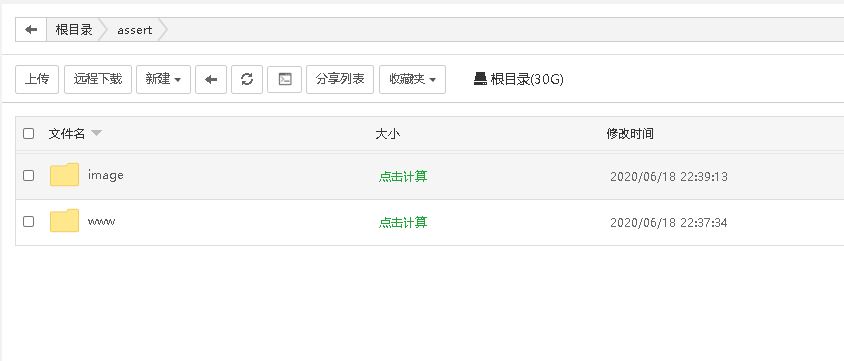 根目录 assert
上传 远程下载 新建 分享列表 收藏夹 根目录(30G)
文件名 大小 修改时间
image 点击计算 2020/06/18 22:39:13
www 点击计算 2020/06/18 22:37:34